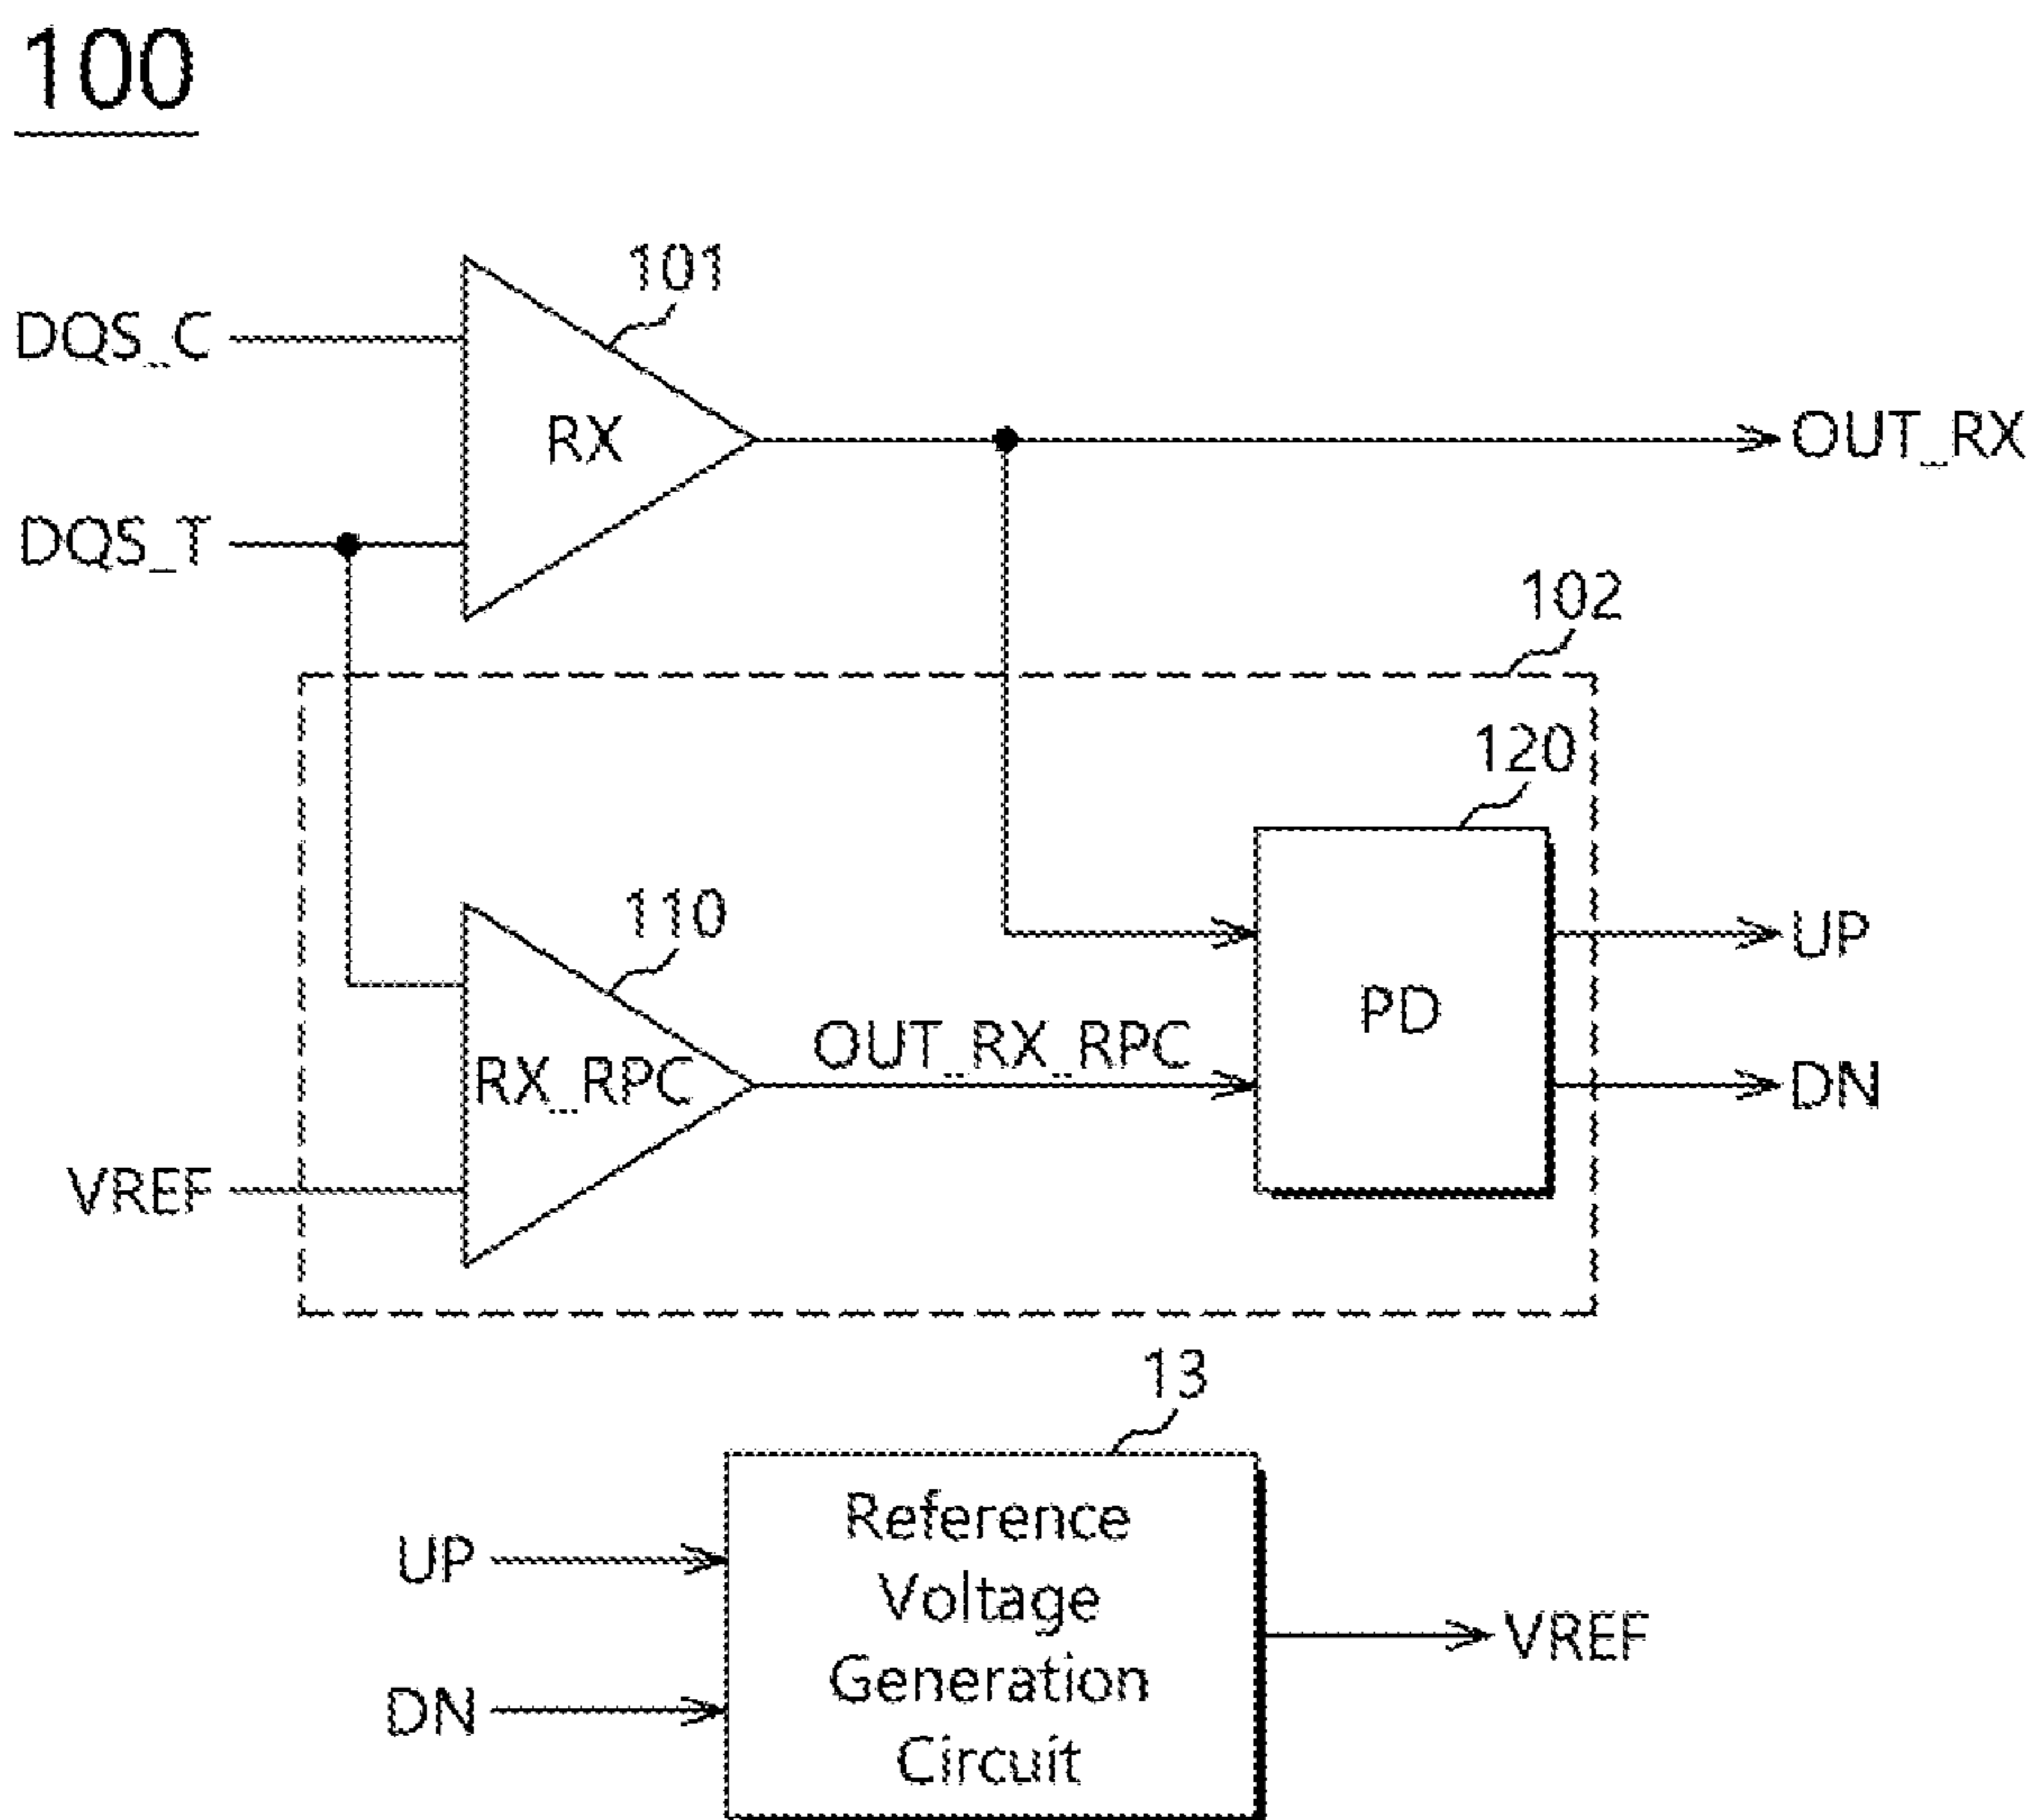 100
101
DQS_C
RX
OUT_RX
DQS_T
102
120
110
UP
PD
OUT_RX_RPC
RX_RPC
DN
VREF
13
Reference
Voltage
Generation
Circuit
UP
DN
VREF